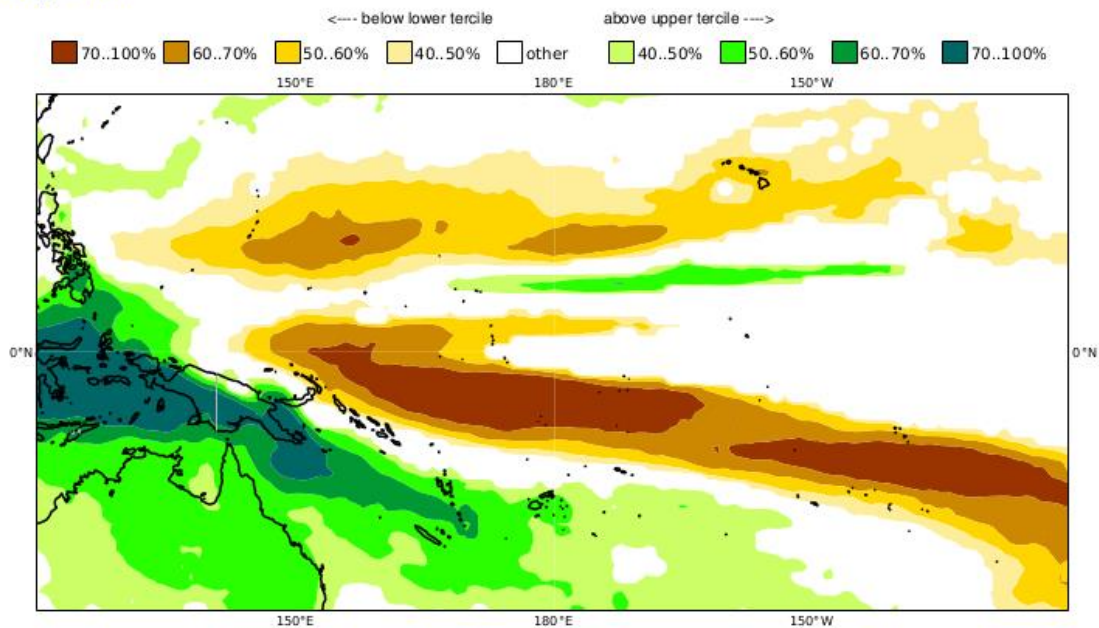 <---- below lower tercile above upper tercile ---->
70..100% 60..70% 50..60% 40..50% other 40..50% 50..60% 60..70% 70..100%
150°E 180°E 150°W
0°N 0°N
150°E 180°E 150°W